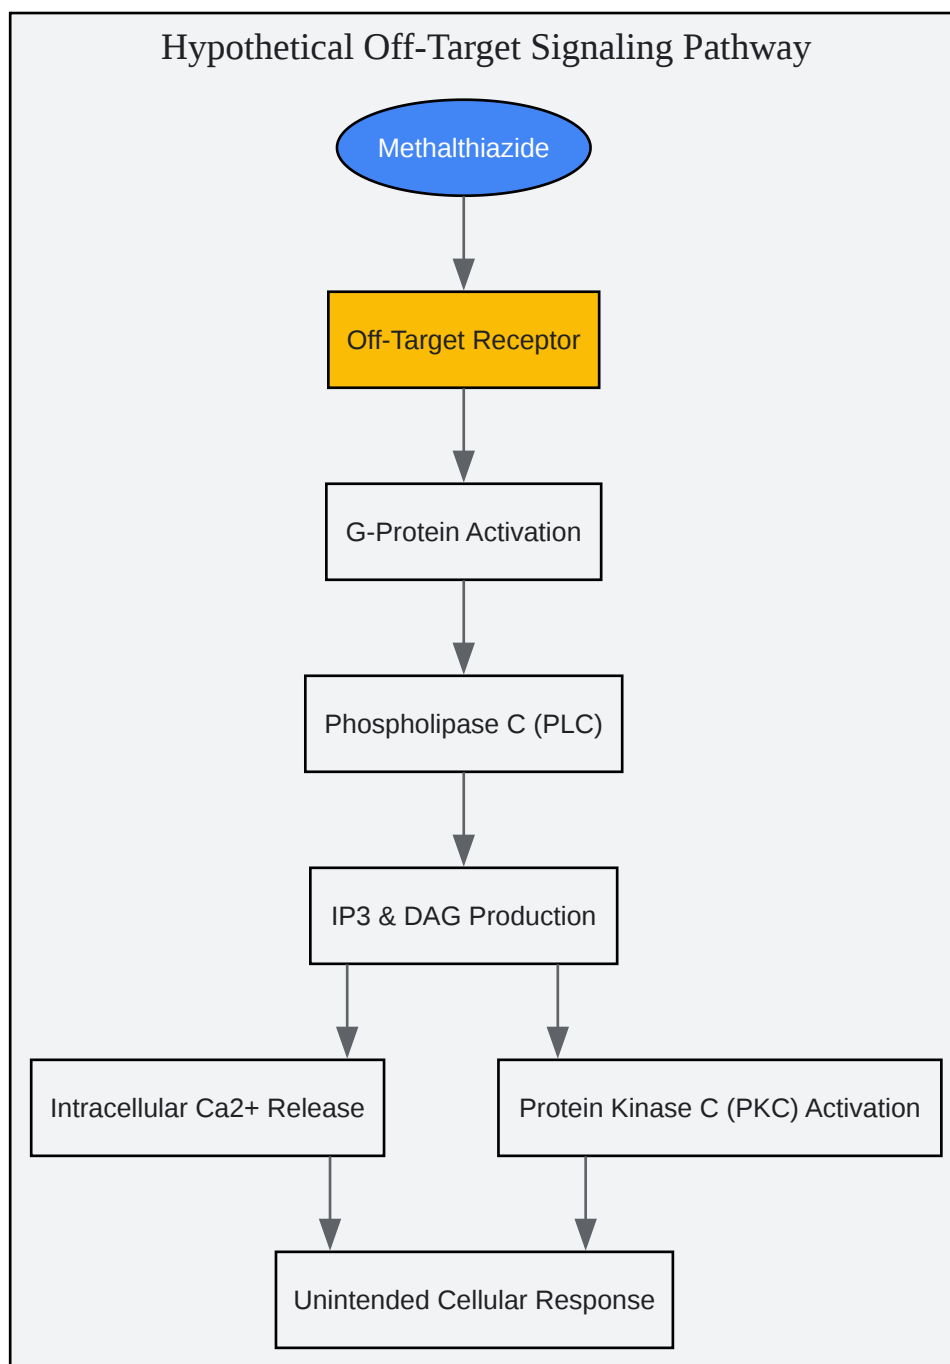 Hypothetical Off-Target Signaling Pathway
Methalthiazide
Off-Target Receptor
G-Protein Activation
Phospholipase C (PLC)
IP3 & DAG Production
Intracellular Ca2+ Release
Protein Kinase C (PKC) Activation
Unintended Cellular Response